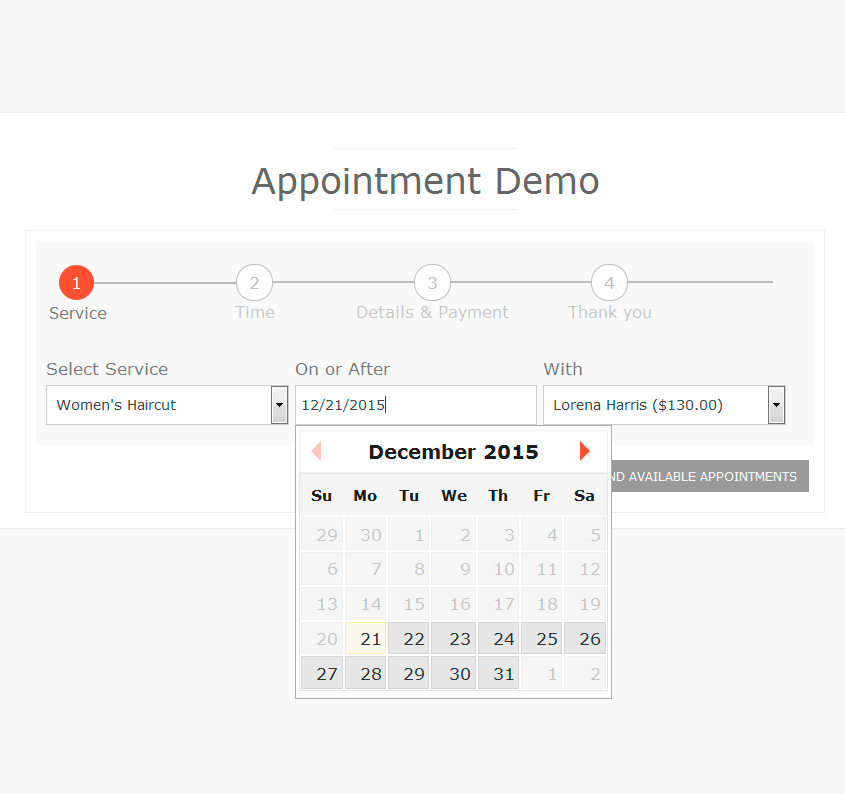 Appointment Demo
1 2 3 4
Service Time Details & Payment Thank you
Select Service On or After With
Women's Haircut 12/21/2015 Lorena Harris ($130.00)
December 2015
AVAILABLE APPOINTMENTS
Su Mo Tu We Th Fr Sa
29 30 1 2 3 4 5
6 7 8 9 10 11 12
13 14 15 16 17 18 19
20 21 22 23 24 25 26
27 28 29 30 31 1 2